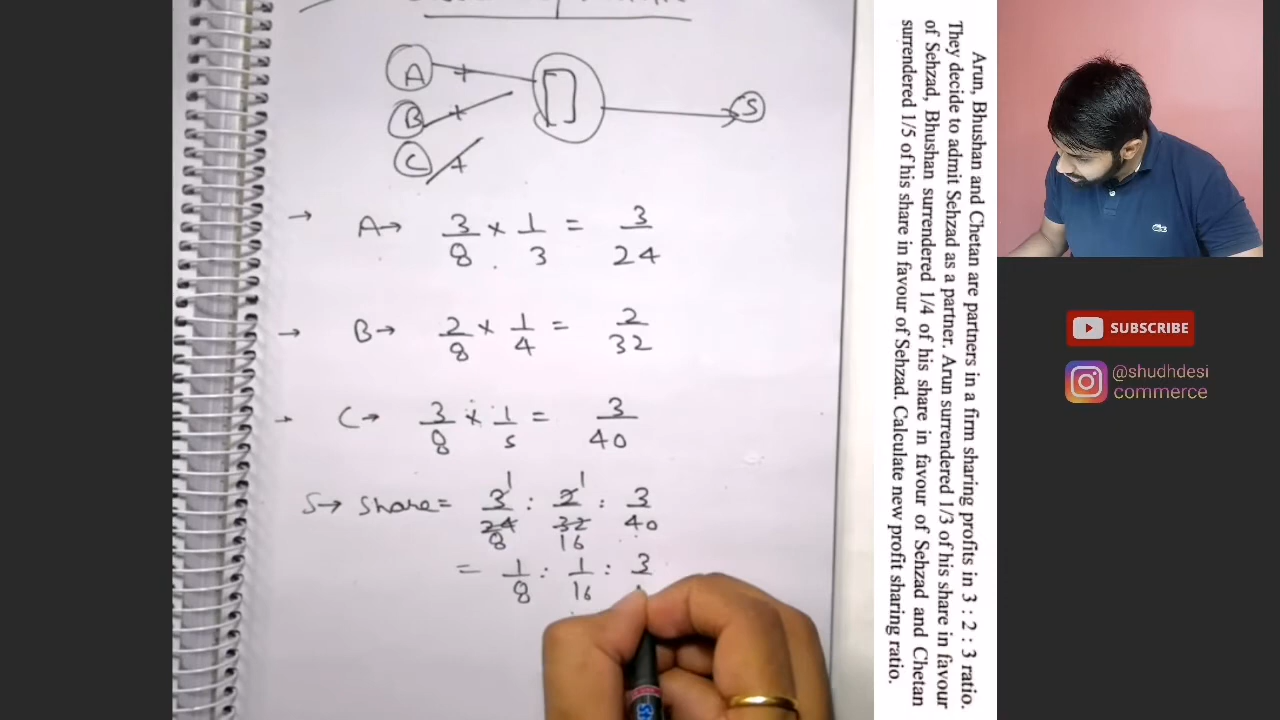 A
B
C
S
A→ 3/8 × 1/3 = 3/24
B→ 2/8 × 1/4 = 2/32
C→ 3/8 × 1/5 = 3/40
S→ Share = 3/24 : 2/32 : 3/40
1 1
8 16
= 1/8 : 1/16 : 3
Arun, Bhushan and Chetan are partners in a firm sharing profits in 3 : 2 : 3 ratio.
They decide to admit Sehzad as a partner. Arun surrendered 1/3 of his share in favour
of Sehzad, Bhushan surrendered 1/4 of his share in favour of Sehzad and Chetan
surrendered 1/5 of his share in favour of Sehzad. Calculate new profit sharing ratio.
SUBSCRIBE
@shudhdesi
commerce